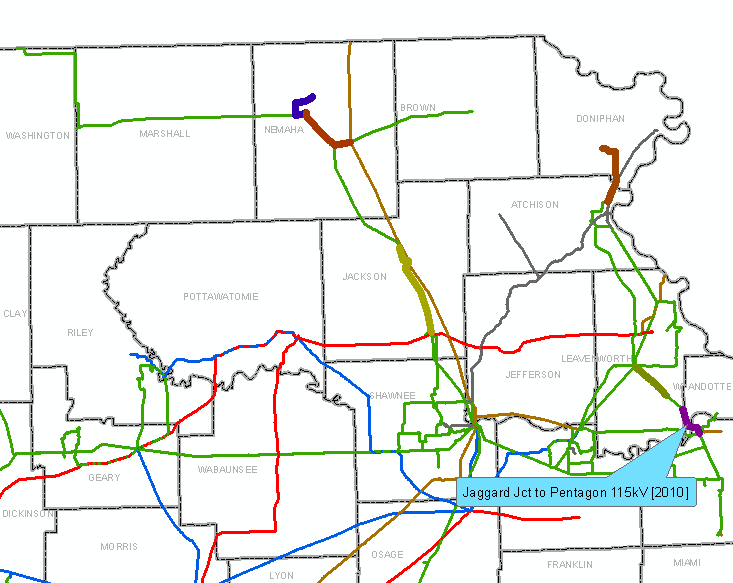 BROWN
DONIPHAN
WASHINGTON
MARSHALL
NEMAHA
ATCHISON
JACKSON
POTTAWATOMIE
CLAY
RILEY
LEAVENWORTH
JEFFERSON
SHAWNEE
WYANDOTTE
WABAUNSEE
GEARY
Jaggard Jct to Pentagon 115kV [2010]
DICKINSON
MORRIS
OSAGE
FRANKLIN
MIAMI
LYON